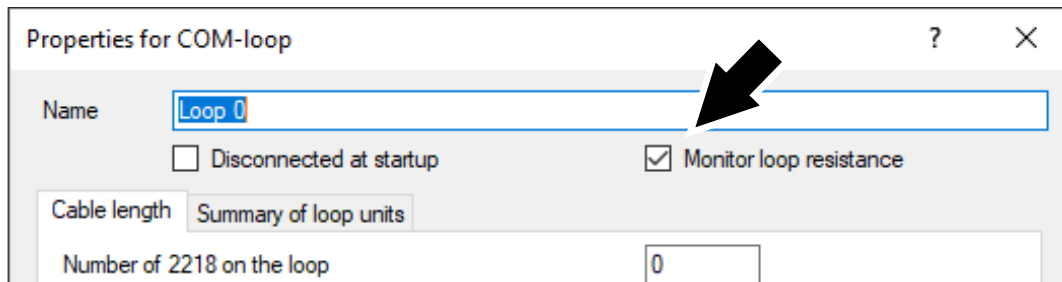 Properties for COM-loop ?
Name Loop 0
Disconnected at startup Monitor loop resistance
Cable length Summary of loop units
Number of 2218 on the loop 0